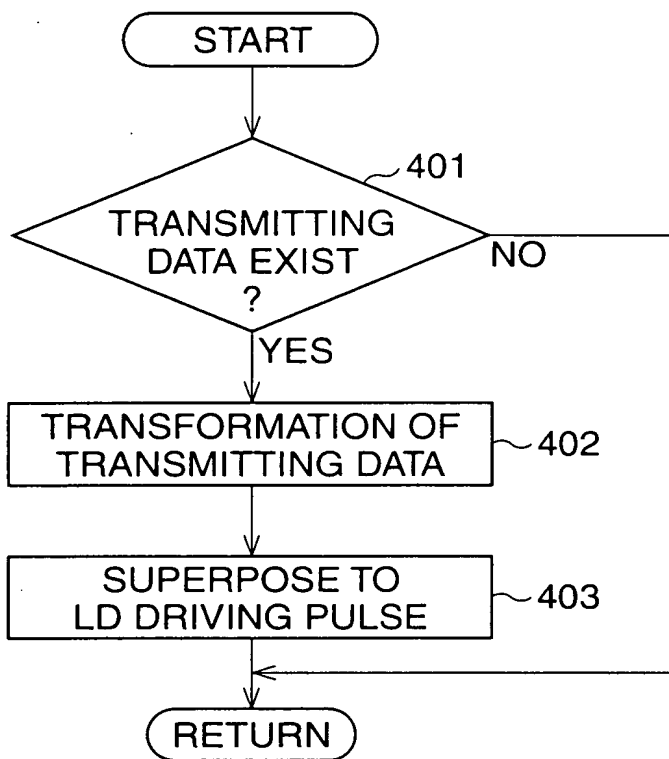 START
401
TRANSMITTING
DATA EXIST
?
NO
YES
TRANSFORMATION OF
TRANSMITTING DATA
402
SUPERPOSE TO
LD DRIVING PULSE
403
RETURN